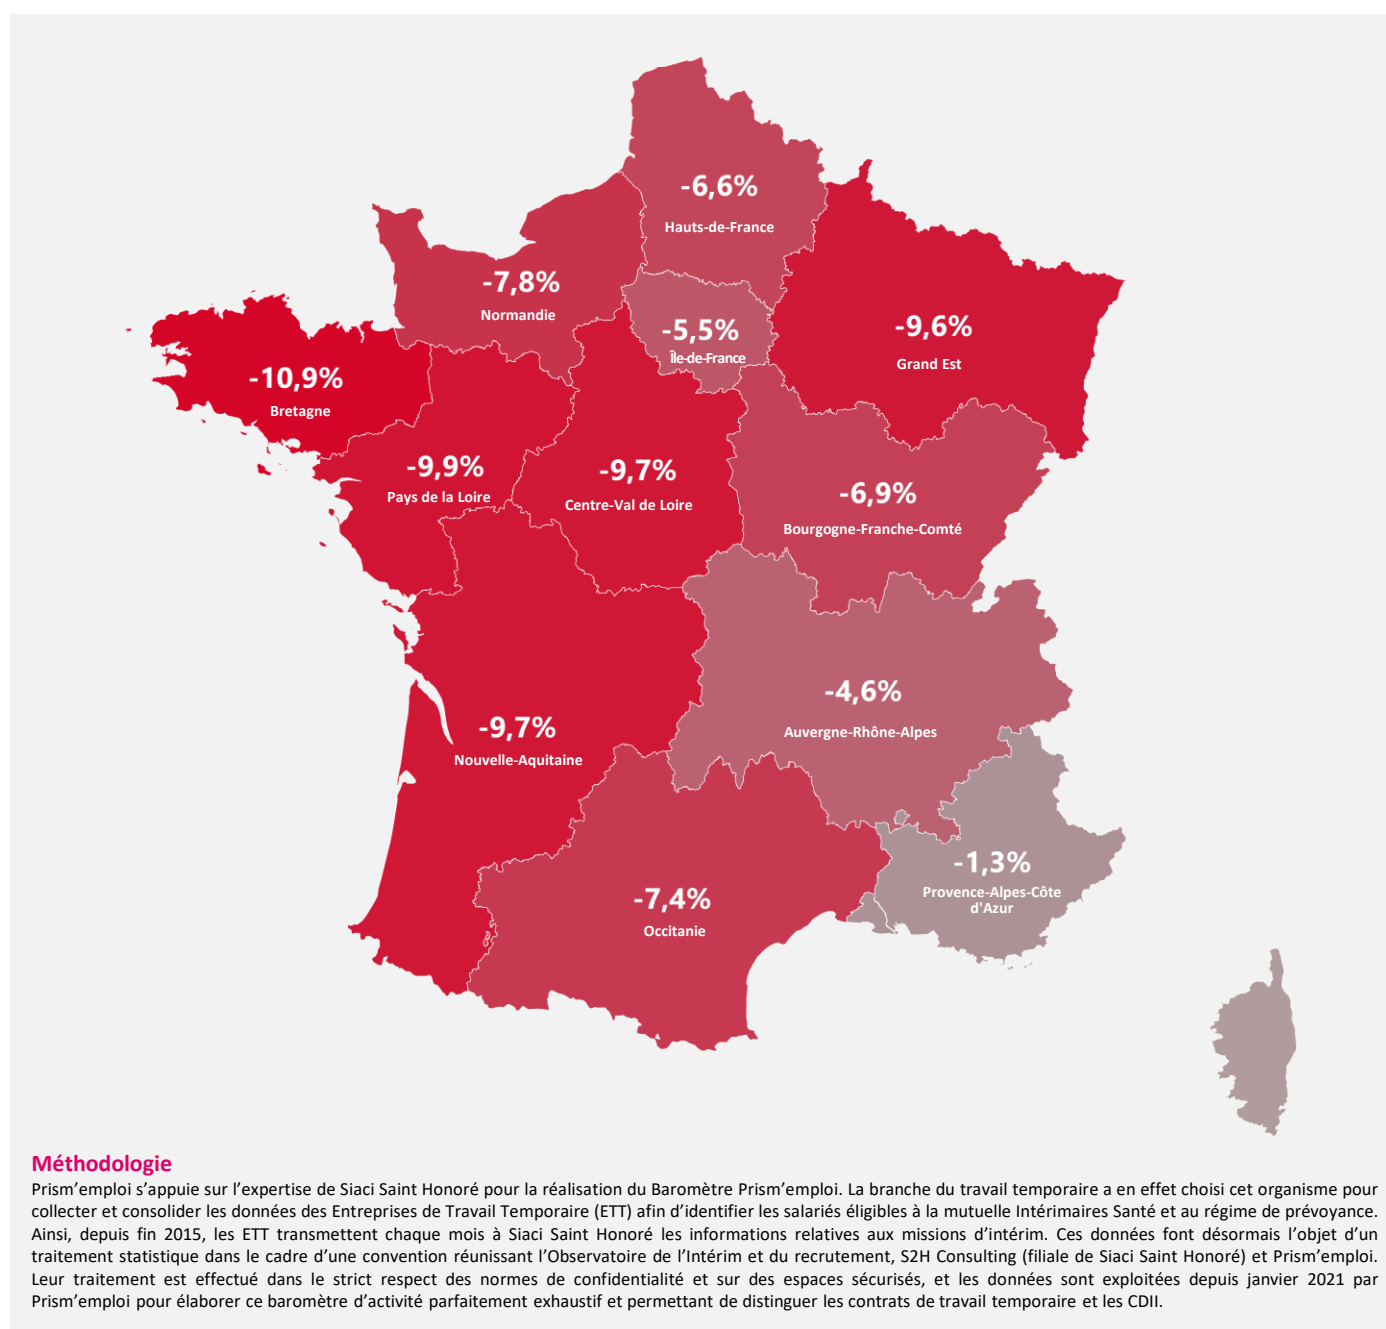 -6,6%
Hauts-de-France
-7,8%
Normandie
-5,5%
Île-de-France
-9,6%
Grand Est
-10,9%
Bretagne
-9,9%
Pays de la Loire
-9,7%
Centre-Val de Loire
-6,9%
Bourgogne-Franche-Comté
-4,6%
Auvergne-Rhône-Alpes
-9,7%
Nouvelle-Aquitaine
-1,3%
Provence-Alpes-Côte
d'Azur
-7,4%
Occitanie
Méthodologie
Prism’emploi s’appuie sur l’expertise de Siaci Saint Honoré pour la réalisation du Baromètre Prism’emploi. La branche du travail temporaire a en effet choisi cet organisme pour
collecter et consolider les données des Entreprises de Travail Temporaire (ETT) afin d’identifier les salariés éligibles à la mutuelle Intérimaires Santé et au régime de prévoyance.
Ainsi, depuis fin 2015, les ETT transmettent chaque mois à Siaci Saint Honoré les informations relatives aux missions d’intérim. Ces données font désormais l’objet d’un
traitement statistique dans le cadre d’une convention réunissant l’Observatoire de l’Intérim et du recrutement, S2H Consulting (filiale de Siaci Saint Honoré) et Prism’emploi.
Leur traitement est effectué dans le strict respect des normes de confidentialité et sur des espaces sécurisés, et les données sont exploitées depuis janvier 2021 par
Prism’emploi pour élaborer ce baromètre d’activité parfaitement exhaustif et permettant de distinguer les contrats de travail temporaire et les CDII.